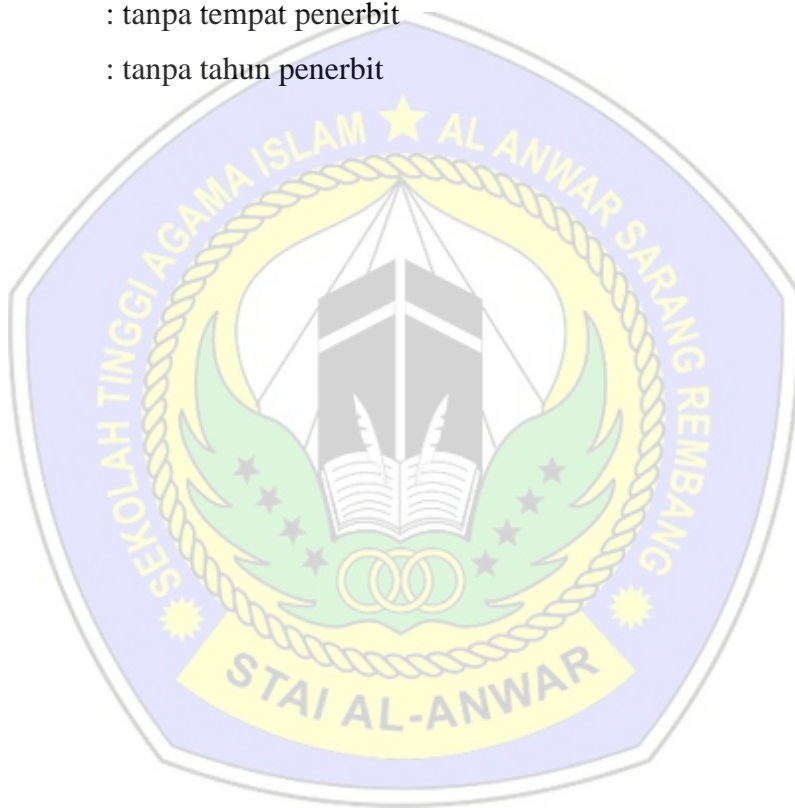 : tanpa tempat penerbit
: tanpa tahun penerbit
SEKOLAH TINGGI AGAMA ISLAM ★ AL ANWAR SARANG REMBANG
STAI AL-ANWAR